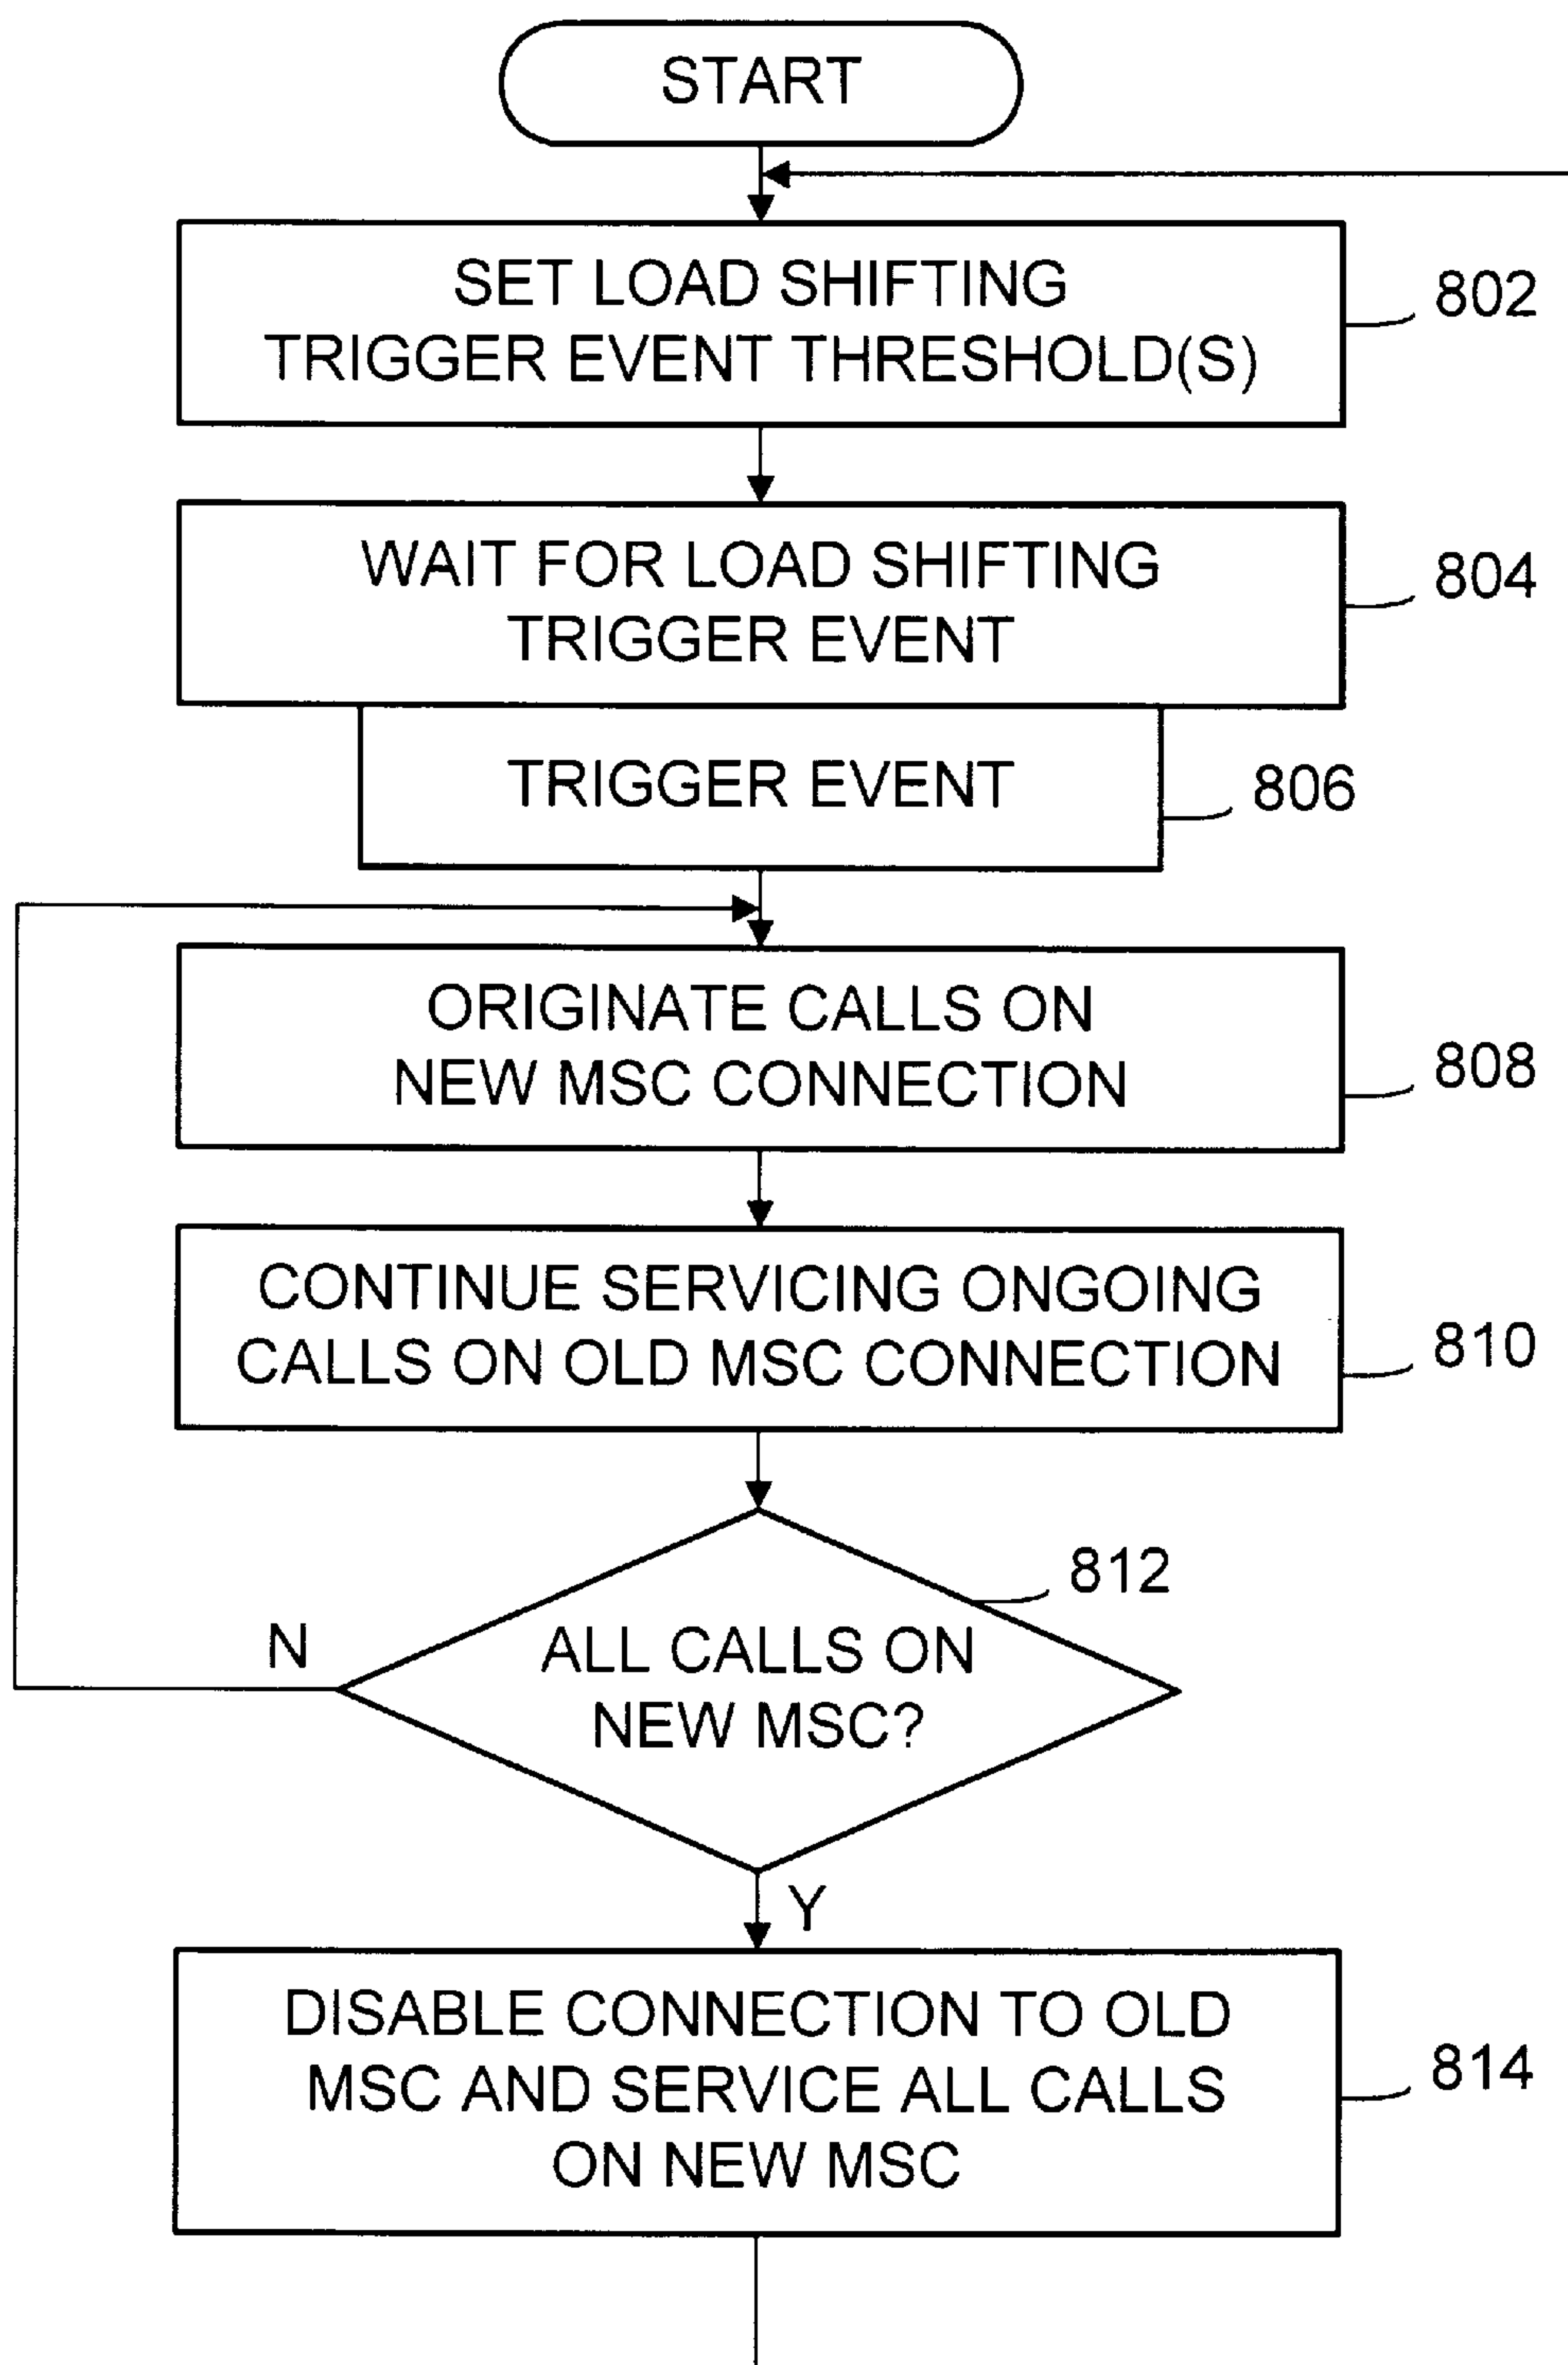 START
SET LOAD SHIFTING
TRIGGER EVENT THRESHOLD(S)
802
WAIT FOR LOAD SHIFTING
TRIGGER EVENT
804
TRIGGER EVENT
806
ORIGINATE CALLS ON
NEW MSC CONNECTION
808
CONTINUE SERVICING ONGOING
CALLS ON OLD MSC CONNECTION
810
812
ALL CALLS ON
NEW MSC?
N
Y
DISABLE CONNECTION TO OLD
MSC AND SERVICE ALL CALLS
ON NEW MSC
814